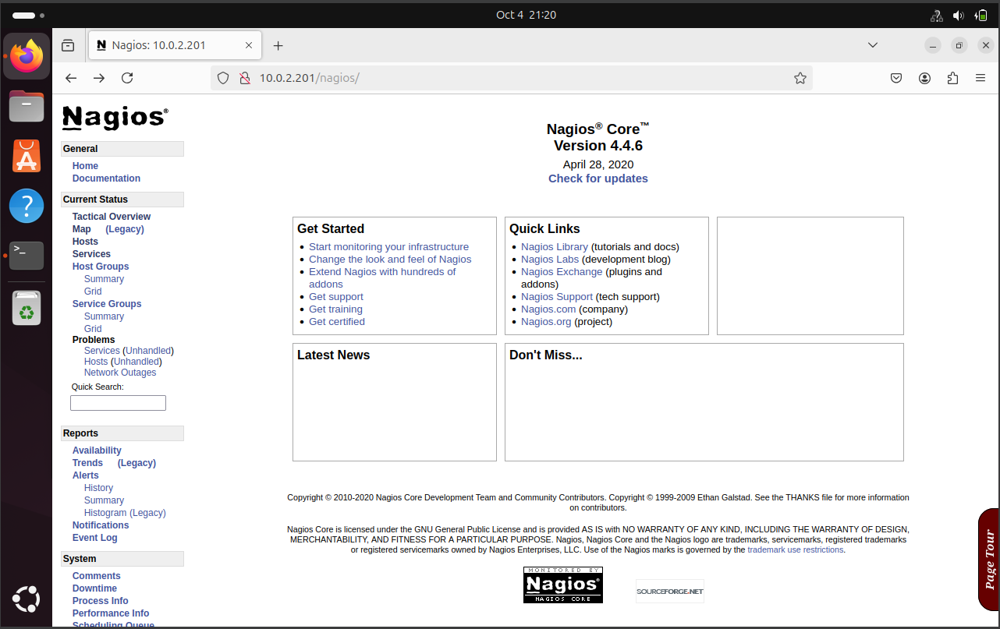 Oct 4 21:20
Nagios: 10.0.2.201
10.0.2.201/nagios/
Nagios®
General
Home
Documentation
Current Status
Tactical Overview
Map (Legacy)
Hosts
Services
Host Groups
Summary
Grid
Service Groups
Summary
Grid
Problems
Services (Unhandled)
Hosts (Unhandled)
Network Outages
Quick Search:
Reports
Availability
Trends (Legacy)
Alerts
History
Summary
Histogram (Legacy)
Notifications
Event Log
System
Comments
Downtime
Process Info
Performance Info
Scheduling Queue
Nagios® Core™
Version 4.4.6
April 28, 2020
Check for updates
Get Started
Start monitoring your infrastructure
Change the look and feel of Nagios
Extend Nagios with hundreds of
addons
Get support
Get training
Get certified
Quick Links
Nagios Library (tutorials and docs)
Nagios Labs (development blog)
Nagios Exchange (plugins and
addons)
Nagios Support (tech support)
Nagios.com (company)
Nagios.org (project)
Latest News
Don't Miss...
Copyright © 2010-2020 Nagios Core Development Team and Community Contributors. Copyright © 1999-2009 Ethan Galstad. See the THANKS file for more information
on contributors.
Nagios Core is licensed under the GNU General Public License and is provided AS IS with NO WARRANTY OF ANY KIND, INCLUDING THE WARRANTY OF DESIGN,
MERCHANTABILITY, AND FITNESS FOR A PARTICULAR PURPOSE. Nagios, Nagios Core and the Nagios logo are trademarks, servicemarks, registered trademarks
or registered servicemarks owned by Nagios Enterprises, LLC. Use of the Nagios marks is governed by the trademark use restrictions.
MONITORED BY
Nagios®
NAGIOS CORE
SOURCEFORGE.NET
Page Tour